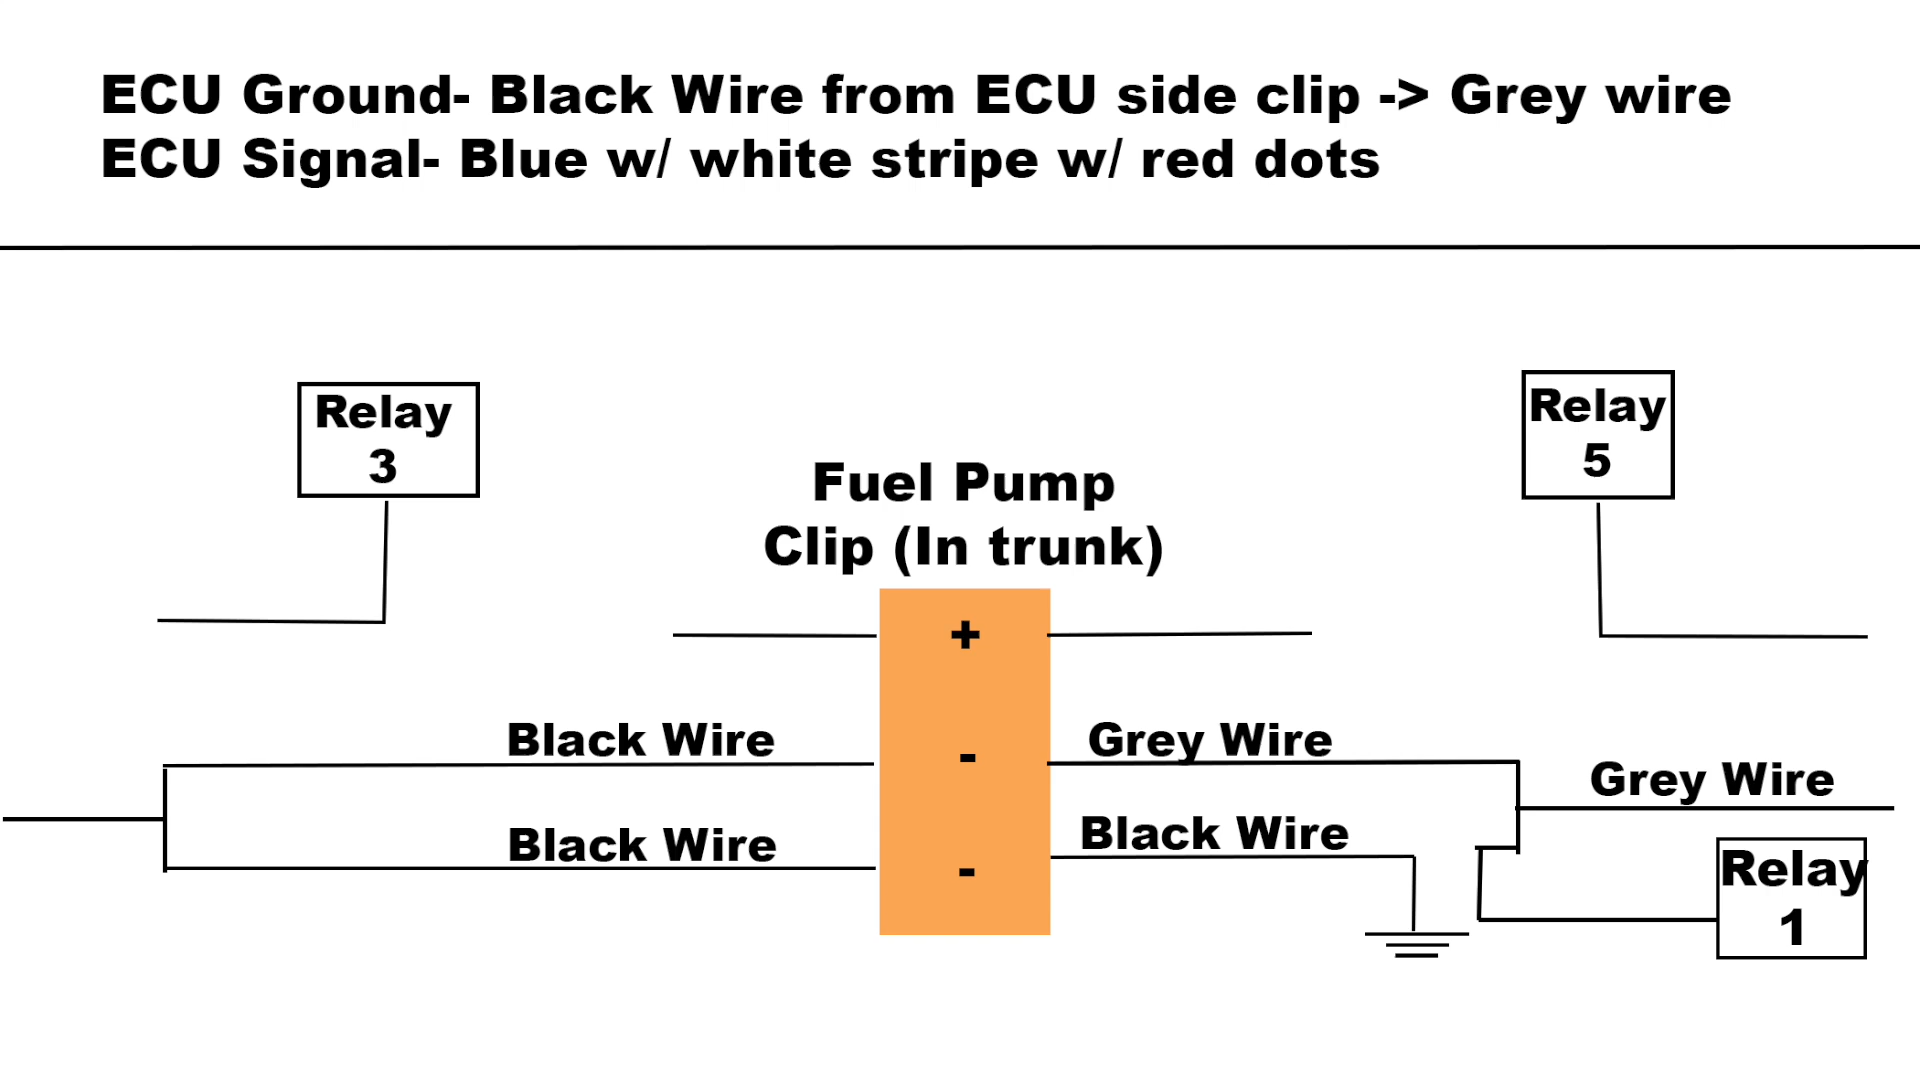 ECU Ground- Black Wire from ECU side clip -> Grey wire
ECU Signal- Blue w/ white stripe w/ red dots
Relay
3
Relay
5
Fuel Pump
Clip (In trunk)
+
Black Wire
-
Grey Wire
Grey Wire
Black Wire
-
Black Wire
Relay
1